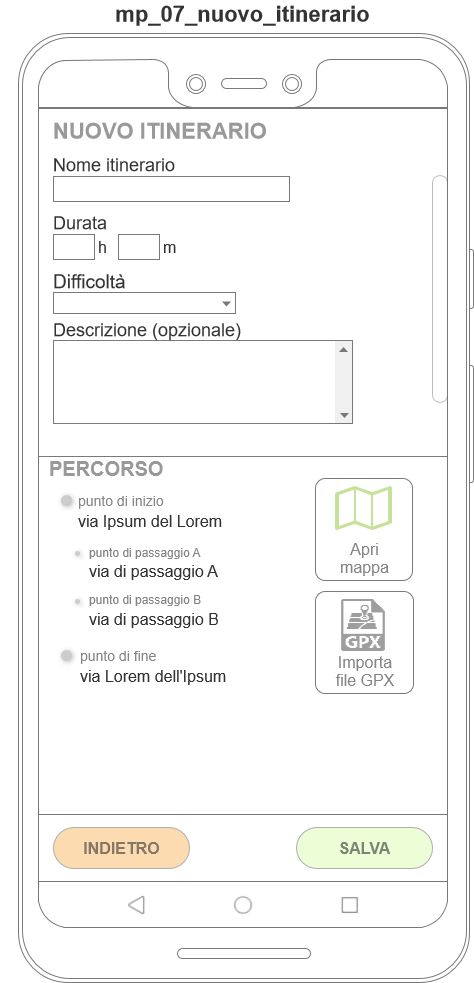 mp_07_nuovo_itinerario
NUOVO ITINERARIO
Nome itinerario
Durata
h m
Difficoltà
Descrizione (opzionale)
PERCORSO
punto di inizio
via Ipsum del Lorem
punto di passaggio A
via di passaggio A
punto di passaggio B
via di passaggio B
punto di fine
via Lorem dell'Ipsum
Apri
mappa
GPX
Importa
file GPX
INDIETRO
SALVA